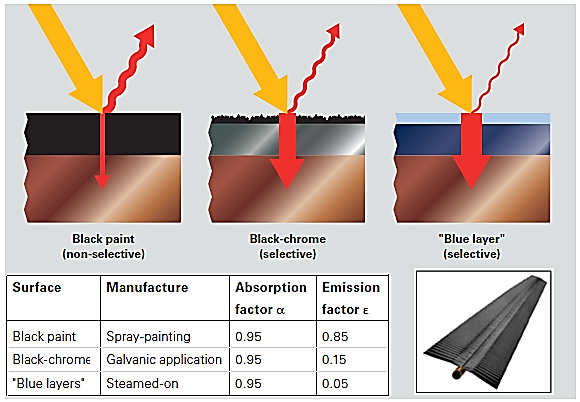 Black paint
(non-selective)
Black-chrome
(selective)
"Blue layer"
(selective)
Surface Manufacture Absorption factor α Emission factor ε
Black paint Spray-painting 0.95 0.85
Black-chrome Galvanic application 0.95 0.15
"Blue layers" Steamed-on 0.95 0.05